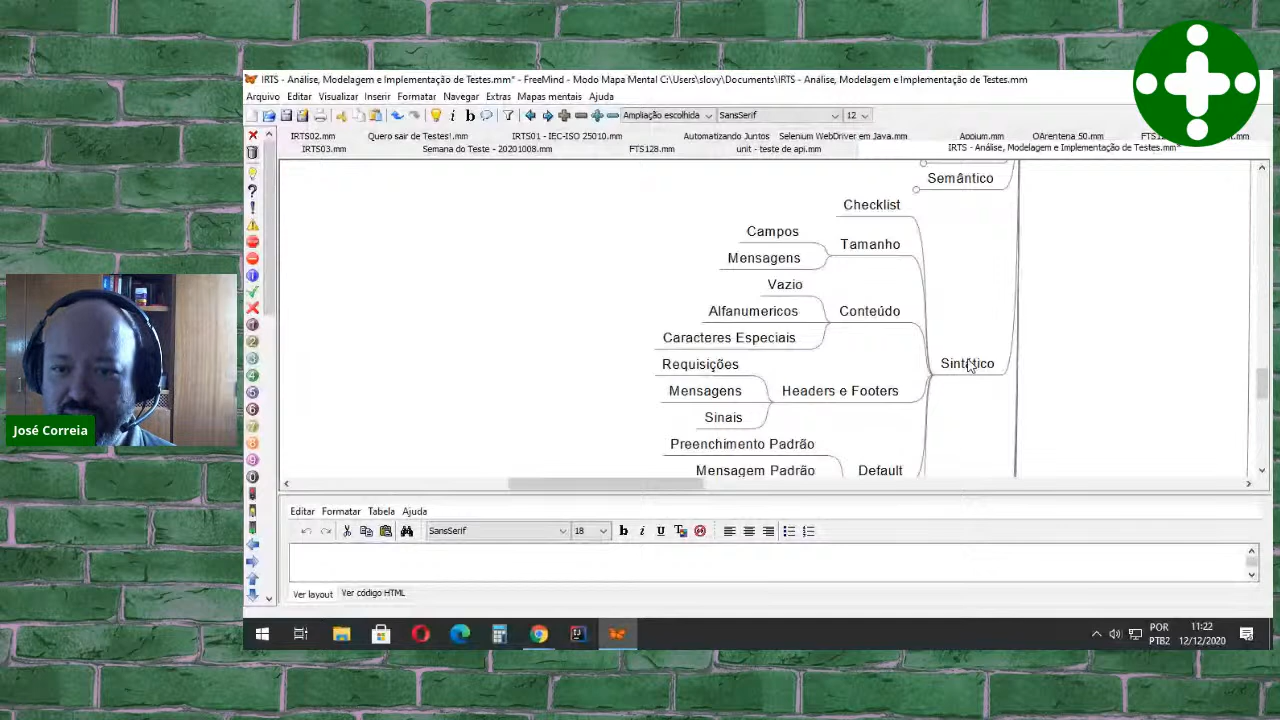 IRTS - Análise, Modelagem e Implementação de Testes.mm* - FreeMind - Modo Mapa Mental C:\Users\slovy\Documents\IRTS - Análise, Modelagem e Implementação de Testes.mm)
Arquivo Editar Visualizar Inserir Formatar Navegar Extras Mapas mentais Ajuda
Ampliação escolhida SansSerif 12
IRTS02.mm Quero sair de Testes!.mm IRTS01 - IEC-ISO 25010.mm Automatizando Juntos Selenium WebDriver em Java.mm Appium.mm OArentena 50.mm
IRTS03.mm Semana do Teste - 20201008.mm FTS128.mm unit - teste de api.mm IRTS - Análise, Modelagem e Implementação de Testes.mm*
Semântico
Checklist
Campos
Tamanho
Mensagens
Vazio
Alfanumericos
Conteúdo
Caracteres Especiais
Requisições
Sintático
Mensagens
Headers e Footers
Sinais
Preenchimento Padrão
Mensagem Padrão
Default
José Correia
Editar Formatar Tabela Ajuda
SansSerif 18
Ver layout Ver código HTML
POR
PTB2
11:22
12/12/2020